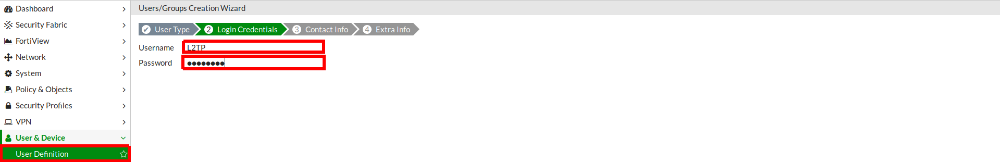 Dashboard
Security Fabric
FortiView
Network
System
Policy & Objects
Security Profiles
VPN
User & Device
User Definition
Users/Groups Creation Wizard
User Type
2 Login Credentials
3 Contact Info
4 Extra Info
Username L2TP
Password ●●●●●●●●